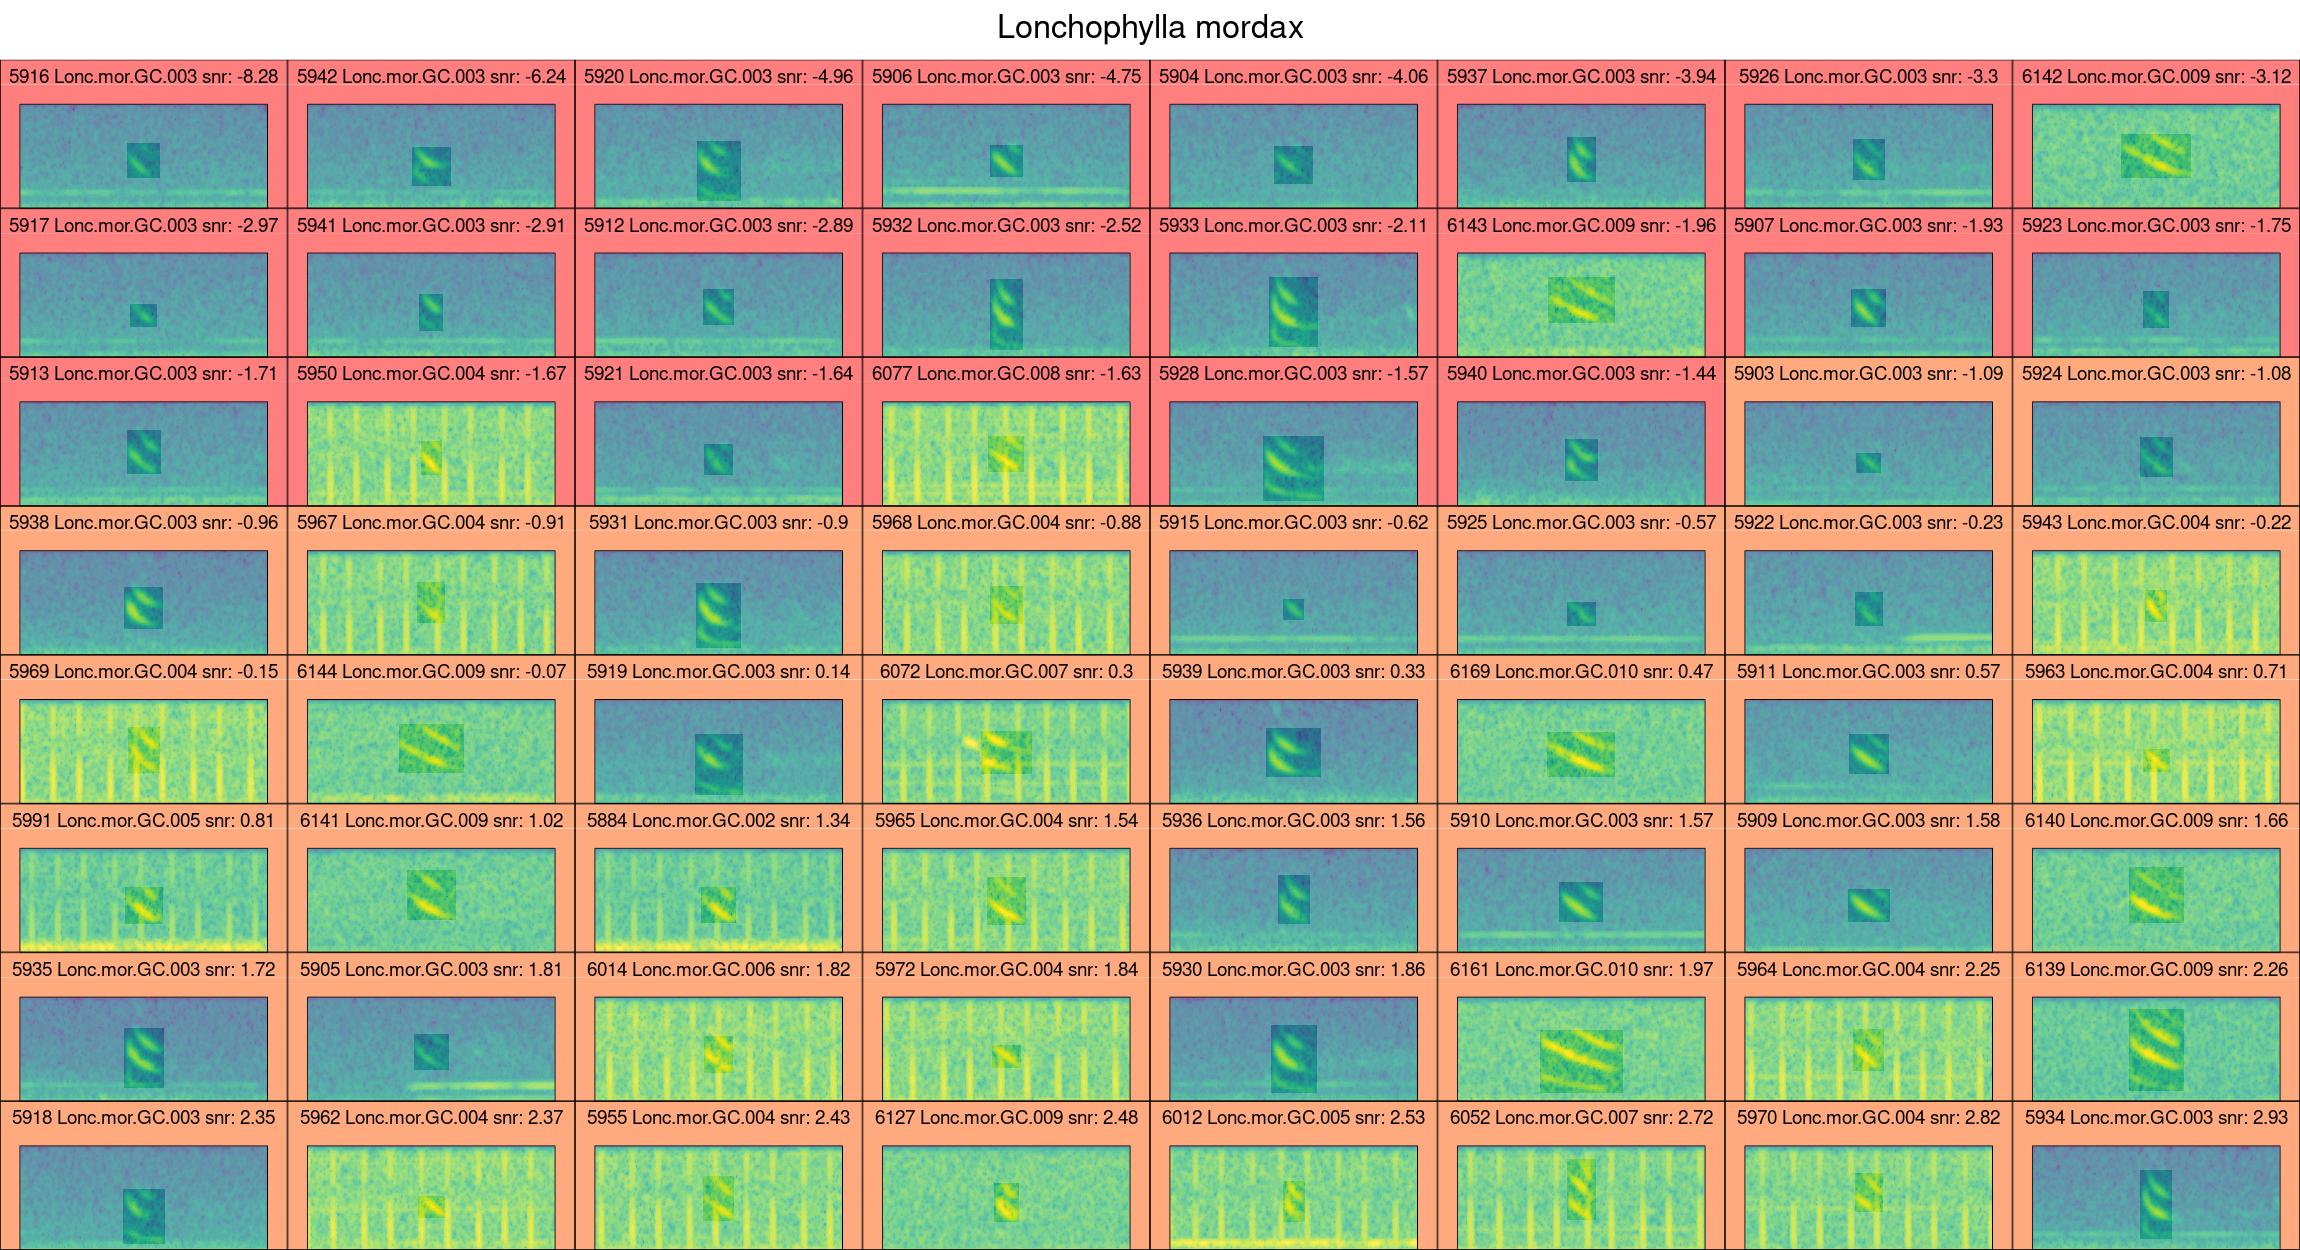 Lonchophylla mordax
5916 Lonc.mor.GC.003 snr: -8.28
5942 Lonc.mor.GC.003 snr: -6.24
5920 Lonc.mor.GC.003 snr: -4.96
5906 Lonc.mor.GC.003 snr: -4.75
5904 Lonc.mor.GC.003 snr: -4.06
5937 Lonc.mor.GC.003 snr: -3.94
5926 Lonc.mor.GC.003 snr: -3.3
6142 Lonc.mor.GC.009 snr: -3.12
5917 Lonc.mor.GC.003 snr: -2.97
5941 Lonc.mor.GC.003 snr: -2.91
5912 Lonc.mor.GC.003 snr: -2.89
5932 Lonc.mor.GC.003 snr: -2.52
5933 Lonc.mor.GC.003 snr: -2.11
6143 Lonc.mor.GC.009 snr: -1.96
5907 Lonc.mor.GC.003 snr: -1.93
5923 Lonc.mor.GC.003 snr: -1.75
5913 Lonc.mor.GC.003 snr: -1.71
5950 Lonc.mor.GC.004 snr: -1.67
5921 Lonc.mor.GC.003 snr: -1.64
6077 Lonc.mor.GC.008 snr: -1.63
5928 Lonc.mor.GC.003 snr: -1.57
5940 Lonc.mor.GC.003 snr: -1.44
5903 Lonc.mor.GC.003 snr: -1.09
5924 Lonc.mor.GC.003 snr: -1.08
5938 Lonc.mor.GC.003 snr: -0.96
5967 Lonc.mor.GC.004 snr: -0.91
5931 Lonc.mor.GC.003 snr: -0.9
5968 Lonc.mor.GC.004 snr: -0.88
5915 Lonc.mor.GC.003 snr: -0.62
5925 Lonc.mor.GC.003 snr: -0.57
5922 Lonc.mor.GC.003 snr: -0.23
5943 Lonc.mor.GC.004 snr: -0.22
5969 Lonc.mor.GC.004 snr: -0.15
6144 Lonc.mor.GC.009 snr: -0.07
5919 Lonc.mor.GC.003 snr: 0.14
6072 Lonc.mor.GC.007 snr: 0.3
5939 Lonc.mor.GC.003 snr: 0.33
6169 Lonc.mor.GC.010 snr: 0.47
5911 Lonc.mor.GC.003 snr: 0.57
5963 Lonc.mor.GC.004 snr: 0.71
5991 Lonc.mor.GC.005 snr: 0.81
6141 Lonc.mor.GC.009 snr: 1.02
5884 Lonc.mor.GC.002 snr: 1.34
5965 Lonc.mor.GC.004 snr: 1.54
5936 Lonc.mor.GC.003 snr: 1.56
5910 Lonc.mor.GC.003 snr: 1.57
5909 Lonc.mor.GC.003 snr: 1.58
6140 Lonc.mor.GC.009 snr: 1.66
5935 Lonc.mor.GC.003 snr: 1.72
5905 Lonc.mor.GC.003 snr: 1.81
6014 Lonc.mor.GC.006 snr: 1.82
5972 Lonc.mor.GC.004 snr: 1.84
5930 Lonc.mor.GC.003 snr: 1.86
6161 Lonc.mor.GC.010 snr: 1.97
5964 Lonc.mor.GC.004 snr: 2.25
6139 Lonc.mor.GC.009 snr: 2.26
5918 Lonc.mor.GC.003 snr: 2.35
5962 Lonc.mor.GC.004 snr: 2.37
5955 Lonc.mor.GC.004 snr: 2.43
6127 Lonc.mor.GC.009 snr: 2.48
6012 Lonc.mor.GC.005 snr: 2.53
6052 Lonc.mor.GC.007 snr: 2.72
5970 Lonc.mor.GC.004 snr: 2.82
5934 Lonc.mor.GC.003 snr: 2.93